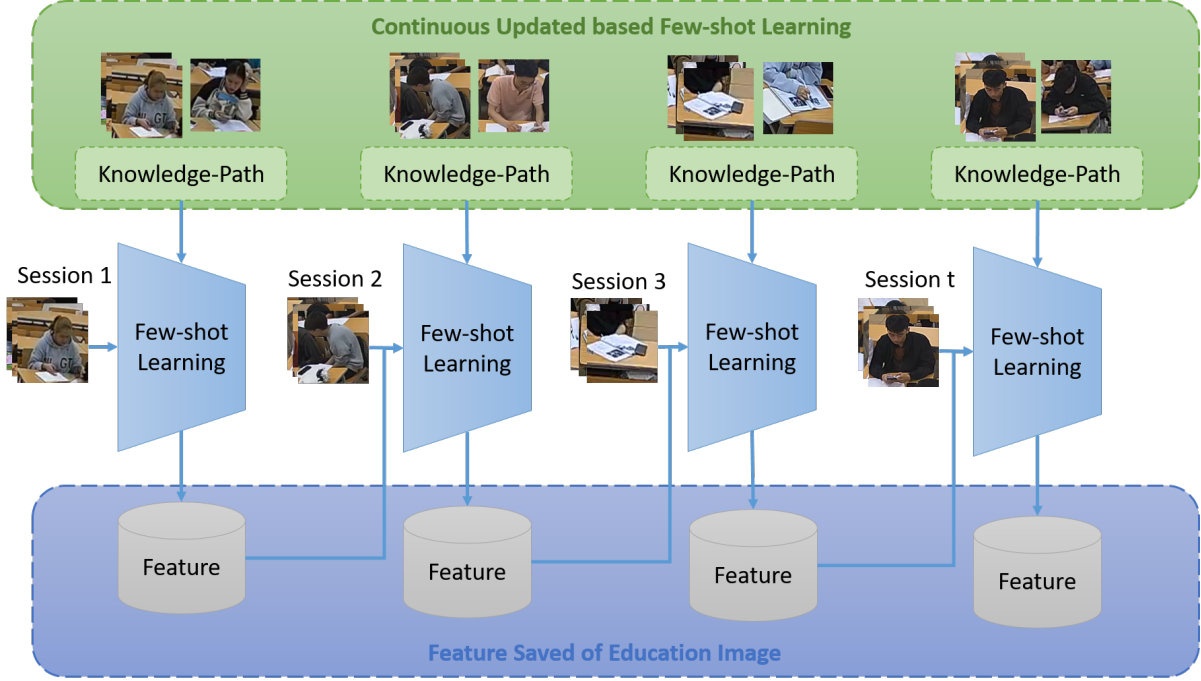 Continuous Updated based Few-shot Learning
Knowledge-Path
Knowledge-Path
Knowledge-Path
Knowledge-Path
Session 1
Session 2
Session 3
Session t
Few-shot
Learning
Few-shot
Learning
Few-shot
Learning
Few-shot
Learning
Feature
Feature
Feature
Feature
Feature Saved of Education Image